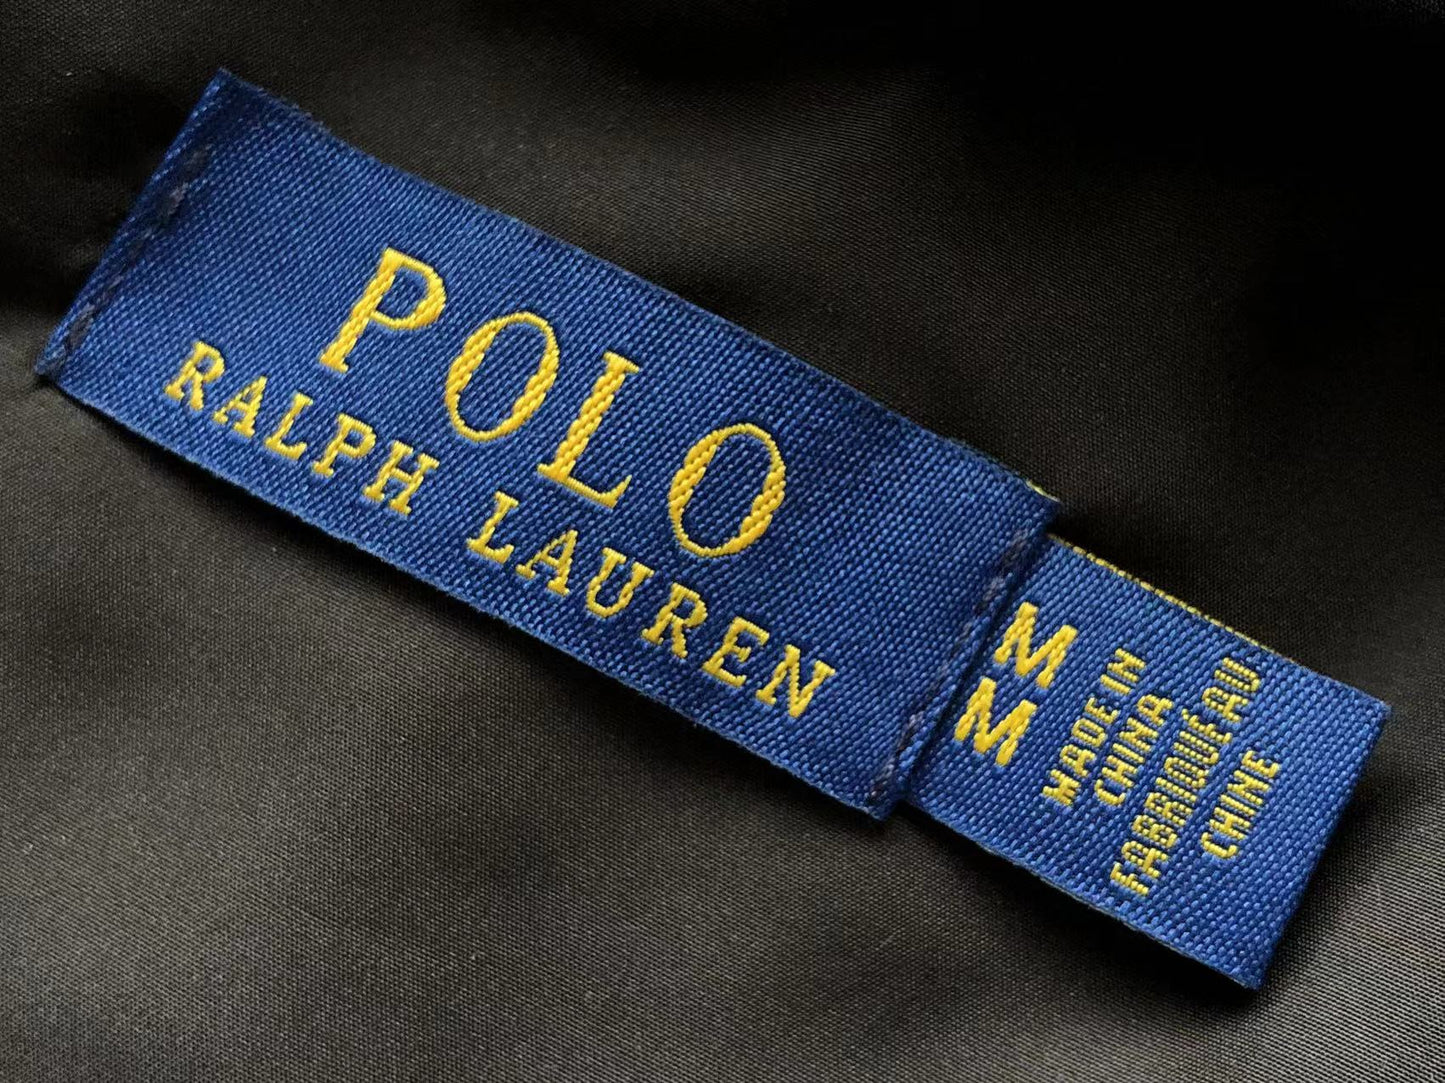 POLO
RALPH LAUREN
M
M
MADE IN
CHINA
FABRIQUÉ AU
CHINE